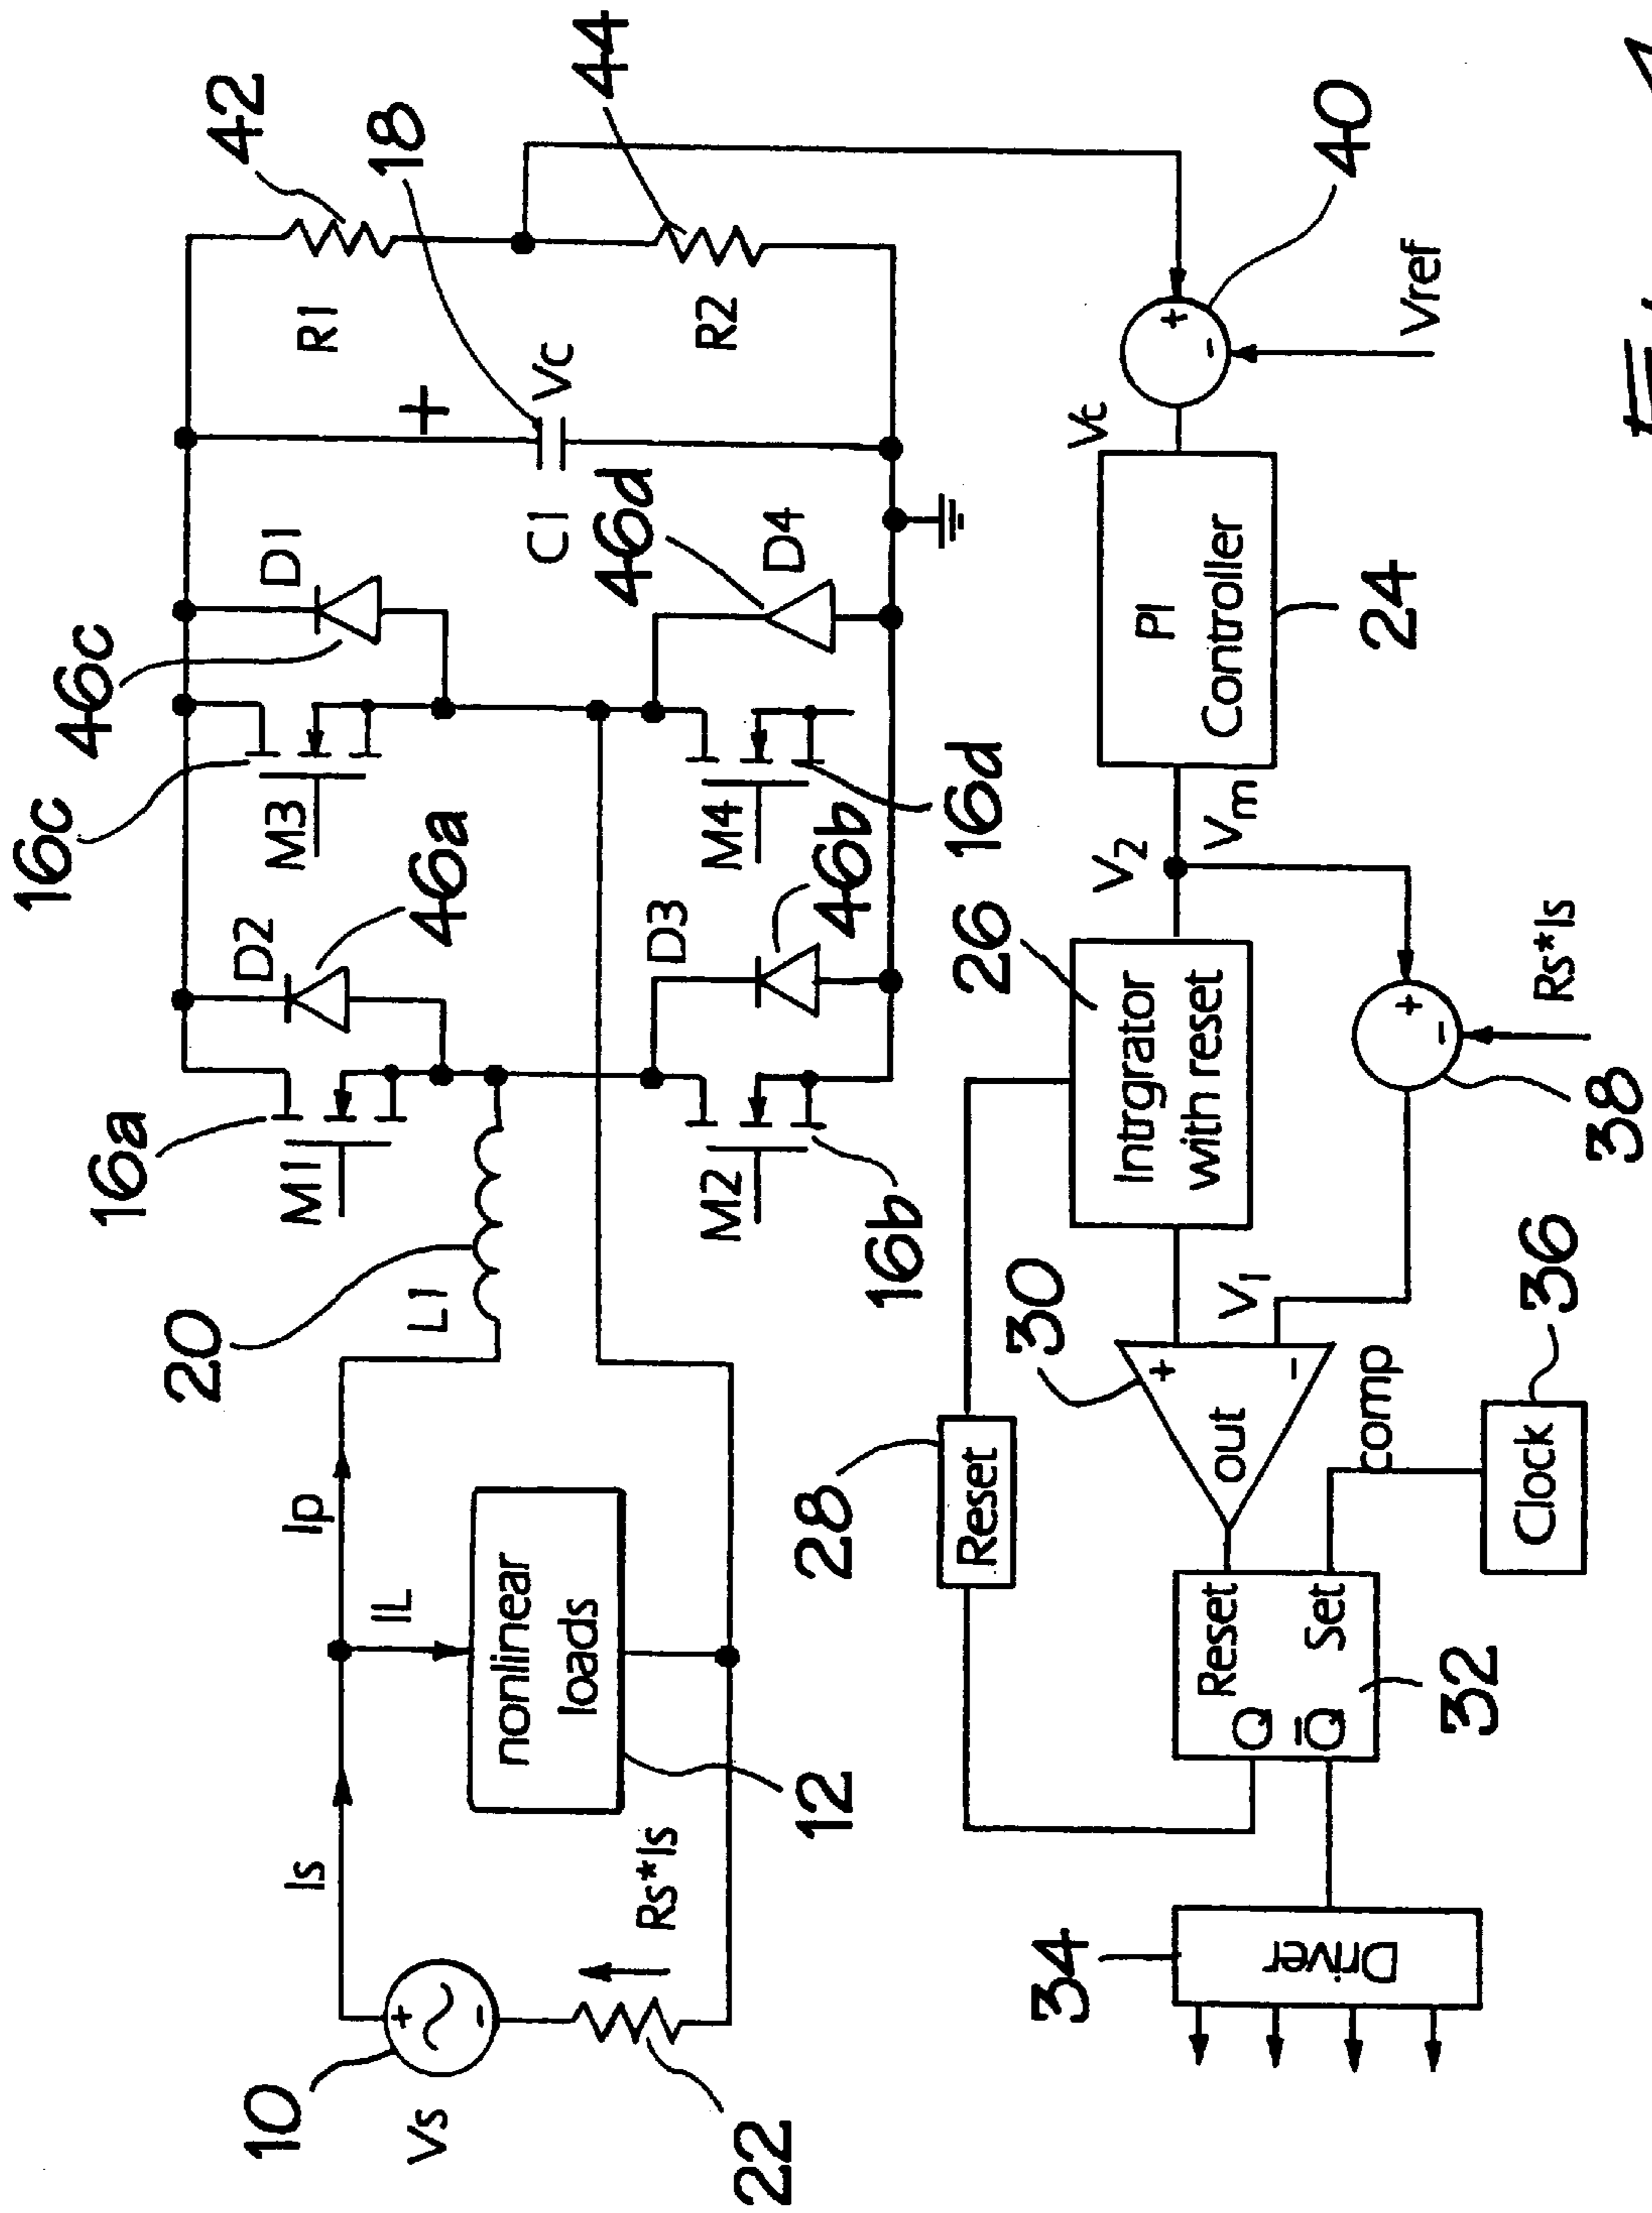 42
44
18
46c
16c
R1
+
D1
D2
46a
16a
M3
M1
Vc
C1
46d
R2
D4
D3
M4
46b
16d
20
L1
M2
16b
Ip
Is
IL
nonlinear
loads
12
10
+
-
Vs
Rs*Is
22
40
+
-
Vc
Vref
PI
Controller
24
Vm
V2
26
Intrgrator
with reset
+
-
Rs*Is
38
28
Reset
30
V1
+
-
out
comp
36
Clock
Reset
Set
Q
Q̅
32
34
Driver